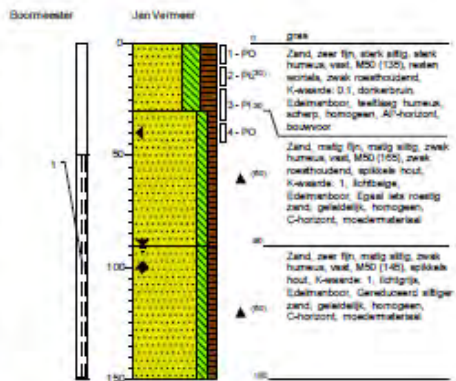 Boormeester Jan Vermeer
0 gras
1 - PO
2 -
3 -
4 - PO
Zand, zeer fijn, sterk siltig, sterk
humeus, vast, M50 (135), resten
wortels, zwak roesthoudend,
K-waarde: 0.1, donkerbruin,
Edelmanboor, teeltlaag humeus,
scherp, homogeen, AP-horizont,
bouwvoor
50
1
(60)
Zand, matig fijn, matig siltig, zwak
humeus, vast, M50 (165), zwak
roesthoudend, spikkels hout,
K-waarde: 1, lichtbeige,
Edelmanboor, Egaal iets roestig
zand, geleidelijk, homogeen,
C-horizont, moedermateriaal
90
100
Zand, zeer fijn, matig siltig, zwak
humeus, vast, M50 (145), spikkels
hout, K-waarde: 1, lichtgrijs,
Edelmanboor, Gereduceerd siltiger
zand, geleidelijk, homogeen,
C-horizont, moedermateriaal
150